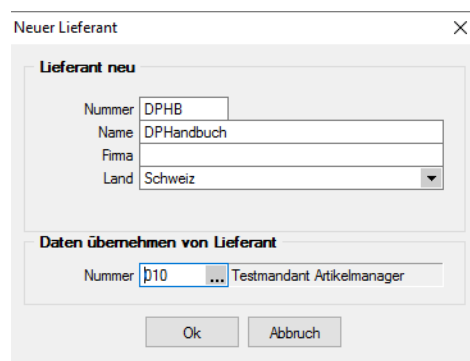 Neuer Lieferant
Lieferant neu
Nummer DPHB
Name DPHandbuch
Firma
Land Schweiz
Daten übernehmen von Lieferant
Nummer 010 ... Testmandant Artikelmanager
Ok Abbruch